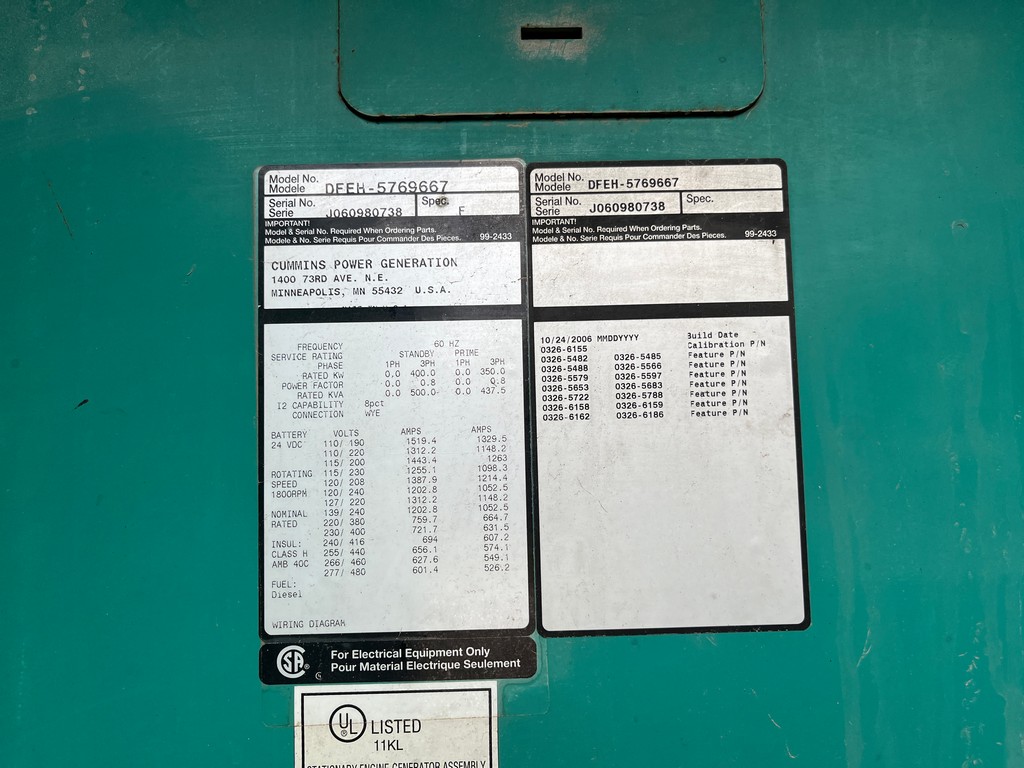 Model No.
Modele DFEH-5769667
Serial No. Spec.
Serie J060980738 F
IMPORTANT!
Model & Serial No. Required When Ordering Parts.
Modele & No. Serie Requis Pour Commander Des Pieces. 99-2433
CUMMINS POWER GENERATION
1400 73RD AVE. N.E.
MINNEAPOLIS, MN 55432 U.S.A.
FREQUENCY 60 HZ
SERVICE RATING STANDBY PRIME
PHASE 1PH 3PH 1PH 3PH
RATED KW 0.0 400.0 0.0 350.0
POWER FACTOR 0.0 0.8 0.0 0.8
RATED KVA 0.0 500.0 0.0 437.5
I2 CAPABILITY 8pct
CONNECTION WYE
BATTERY VOLTS AMPS AMPS
24 VDC 110/ 190 1519.4 1329.5
110/ 220 1312.2 1148.2
115/ 200 1443.4 1263
ROTATING 115/ 230 1255.1 1098.3
SPEED 120/ 208 1387.9 1214.4
1800RPM 120/ 240 1202.8 1052.5
127/ 220 1312.2 1148.2
NOMINAL 139/ 240 1202.8 1052.5
RATED 220/ 380 759.7 664.7
230/ 400 721.7 631.5
INSUL: 240/ 416 694 607.2
CLASS H 255/ 440 656.1 574.1
AMB 40C 266/ 460 627.6 549.1
277/ 480 601.4 526.2
FUEL:
Diesel
WIRING DIAGRAM
Model No.
Modele DFEH-5769667
Serial No. Spec.
Serie J060980738
IMPORTANT!
Model & Serial No. Required When Ordering Parts.
Modele & No. Serie Requis Pour Commander Des Pieces. 99-2433
10/24/2006 MMDDYYYY Build Date
0326-6155 Calibration P/N
0326-5482 0326-5485 Feature P/N
0326-5488 0326-5566 Feature P/N
0326-5579 0326-5597 Feature P/N
0326-5653 0326-5683 Feature P/N
0326-5722 0326-5788 Feature P/N
0326-6158 0326-6159 Feature P/N
0326-6162 0326-6186 Feature P/N
CSA ®
For Electrical Equipment Only
Pour Material Electrique Seulement
UL ® LISTED
11KL
STATIONARY ENGINE GENERATOR ASSEMBLY